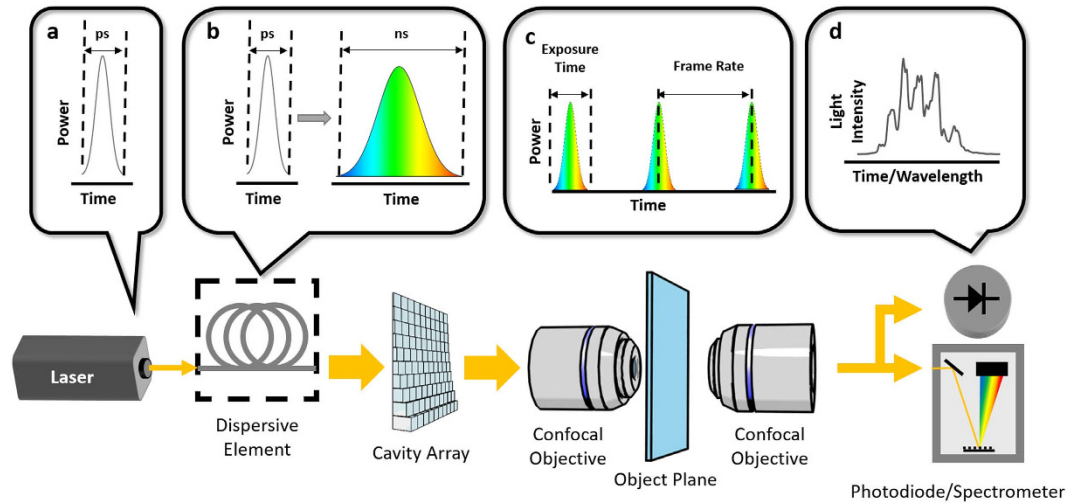 a
ps
Power
Time
b
ps
ns
Power
Time
Time
c
Exposure
Time
Frame Rate
Power
Time
d
Light
Intensity
Time/Wavelength
Laser
Dispersive
Element
Cavity Array
Confocal
Objective
Object Plane
Confocal
Objective
Photodiode/Spectrometer